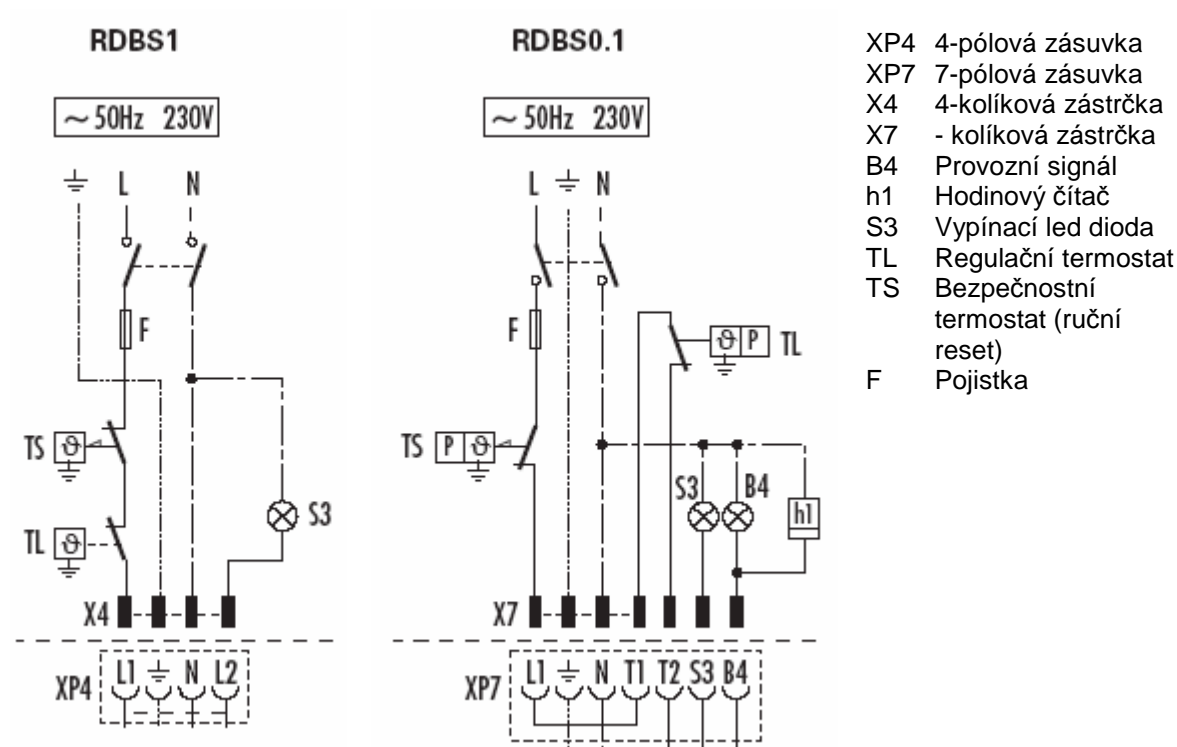 RDBS1
~ 50Hz 230V
L N
F
TS ϑ
TL ϑ
S3
X4
XP4 L1 N L2
RDBS0.1
~ 50Hz 230V
L N
F
ϑ P TL
TS P ϑ
S3 B4
h1
X7
XP7 L1 N T1 T2 S3 B4
XP4 4-pólová zásuvka
XP7 7-pólová zásuvka
X4 4-kolíková zástrčka
X7 - kolíková zástrčka
B4 Provozní signál
h1 Hodinový čítač
S3 Vypínací led dioda
TL Regulační termostat
TS Bezpečnostní
termostat (ruční
reset)
F Pojistka